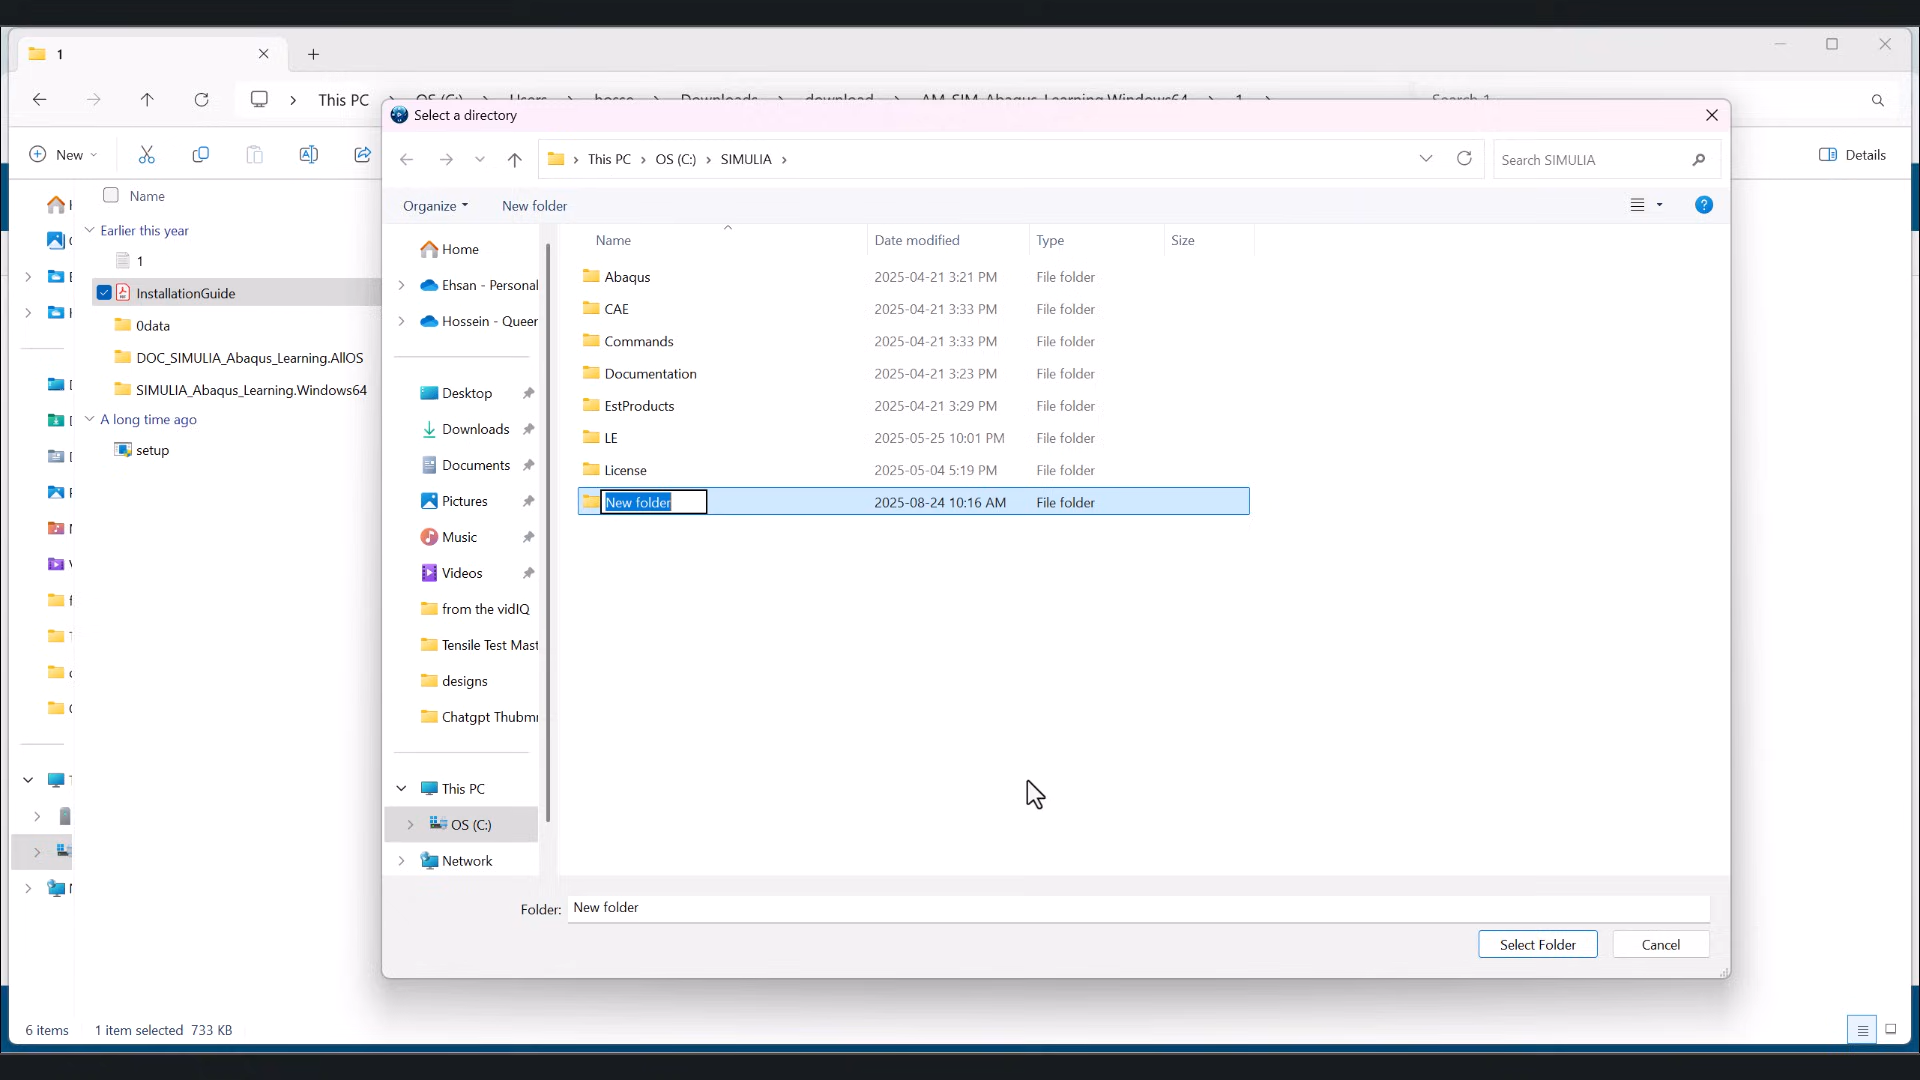 1
This PC
Search 1
New
Details
Name
Earlier this year
1
InstallationGuide
0data
DOC_SIMULIA_Abaqus_Learning.AllOS
SIMULIA_Abaqus_Learning.Windows64
A long time ago
setup
6 items 1 item selected 733 KB
Select a directory
This PC OS (C:) SIMULIA
Search SIMULIA
Organize New folder
Home
Ehsan - Personal
Hossein - Queer
Desktop
Downloads
Documents
Pictures
Music
Videos
from the vidIQ
Tensile Test Mast
designs
Chatgpt Thubmn
This PC
OS (C:)
Network
Name Date modified Type Size
Abaqus 2025-04-21 3:21 PM File folder
CAE 2025-04-21 3:33 PM File folder
Commands 2025-04-21 3:33 PM File folder
Documentation 2025-04-21 3:23 PM File folder
EstProducts 2025-04-21 3:29 PM File folder
LE 2025-05-25 10:01 PM File folder
License 2025-05-04 5:19 PM File folder
New folder 2025-08-24 10:16 AM File folder
Folder: New folder
Select Folder Cancel